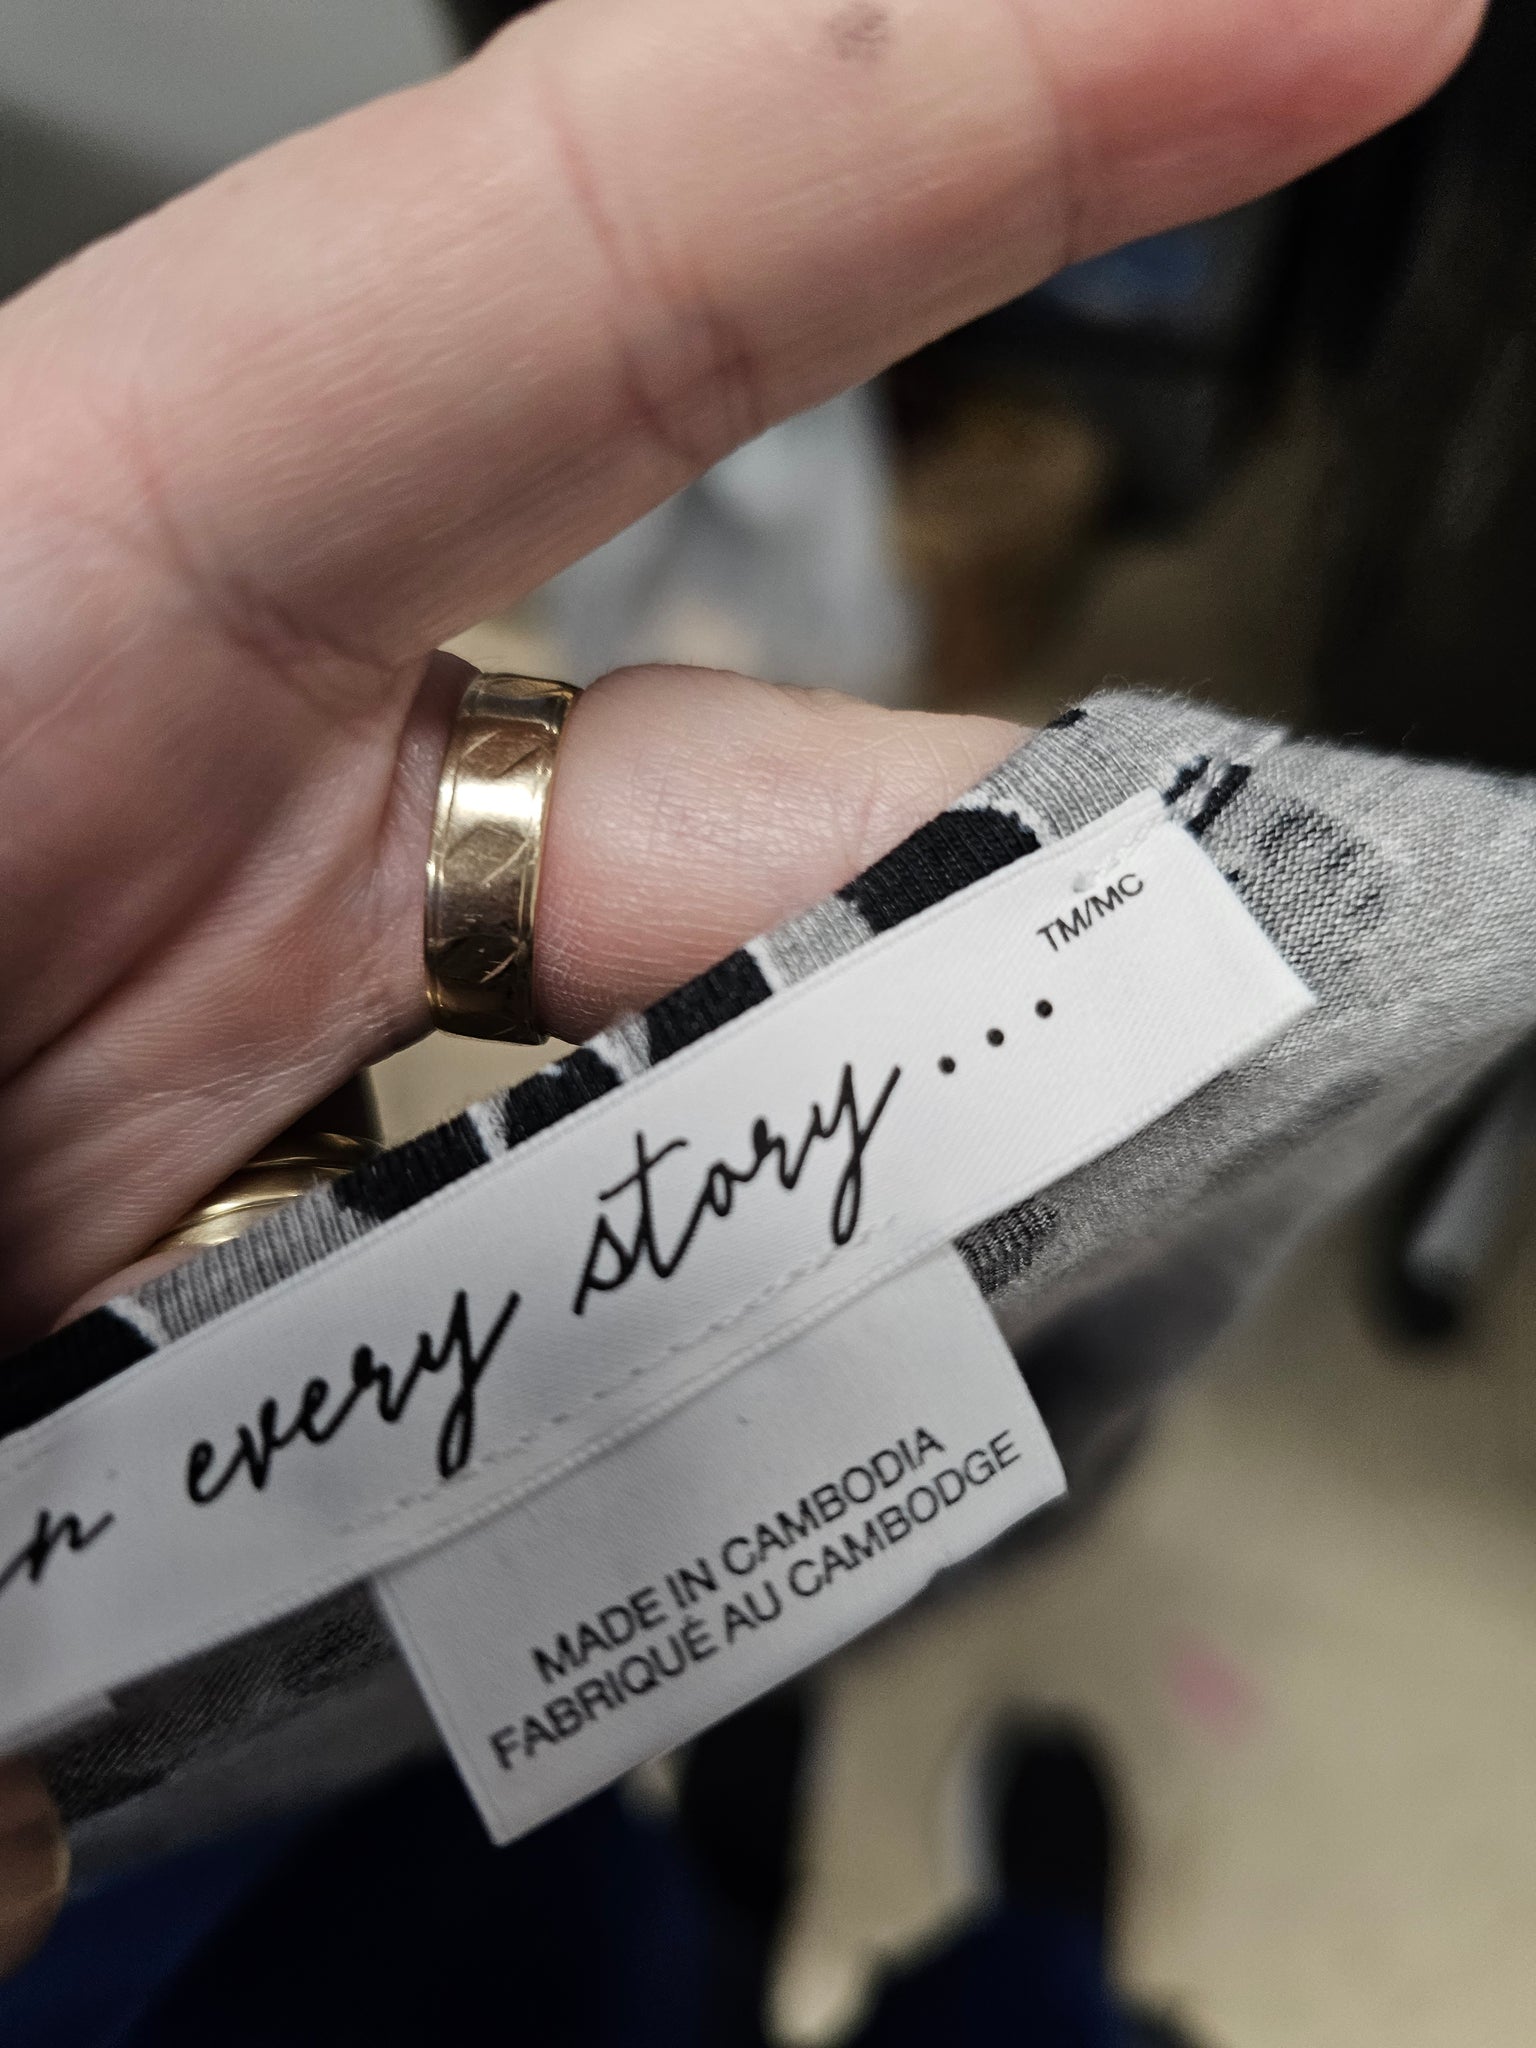 TM/MC
every story...
MADE IN CAMBODIA
FABRIQUÉ AU CAMBODGE